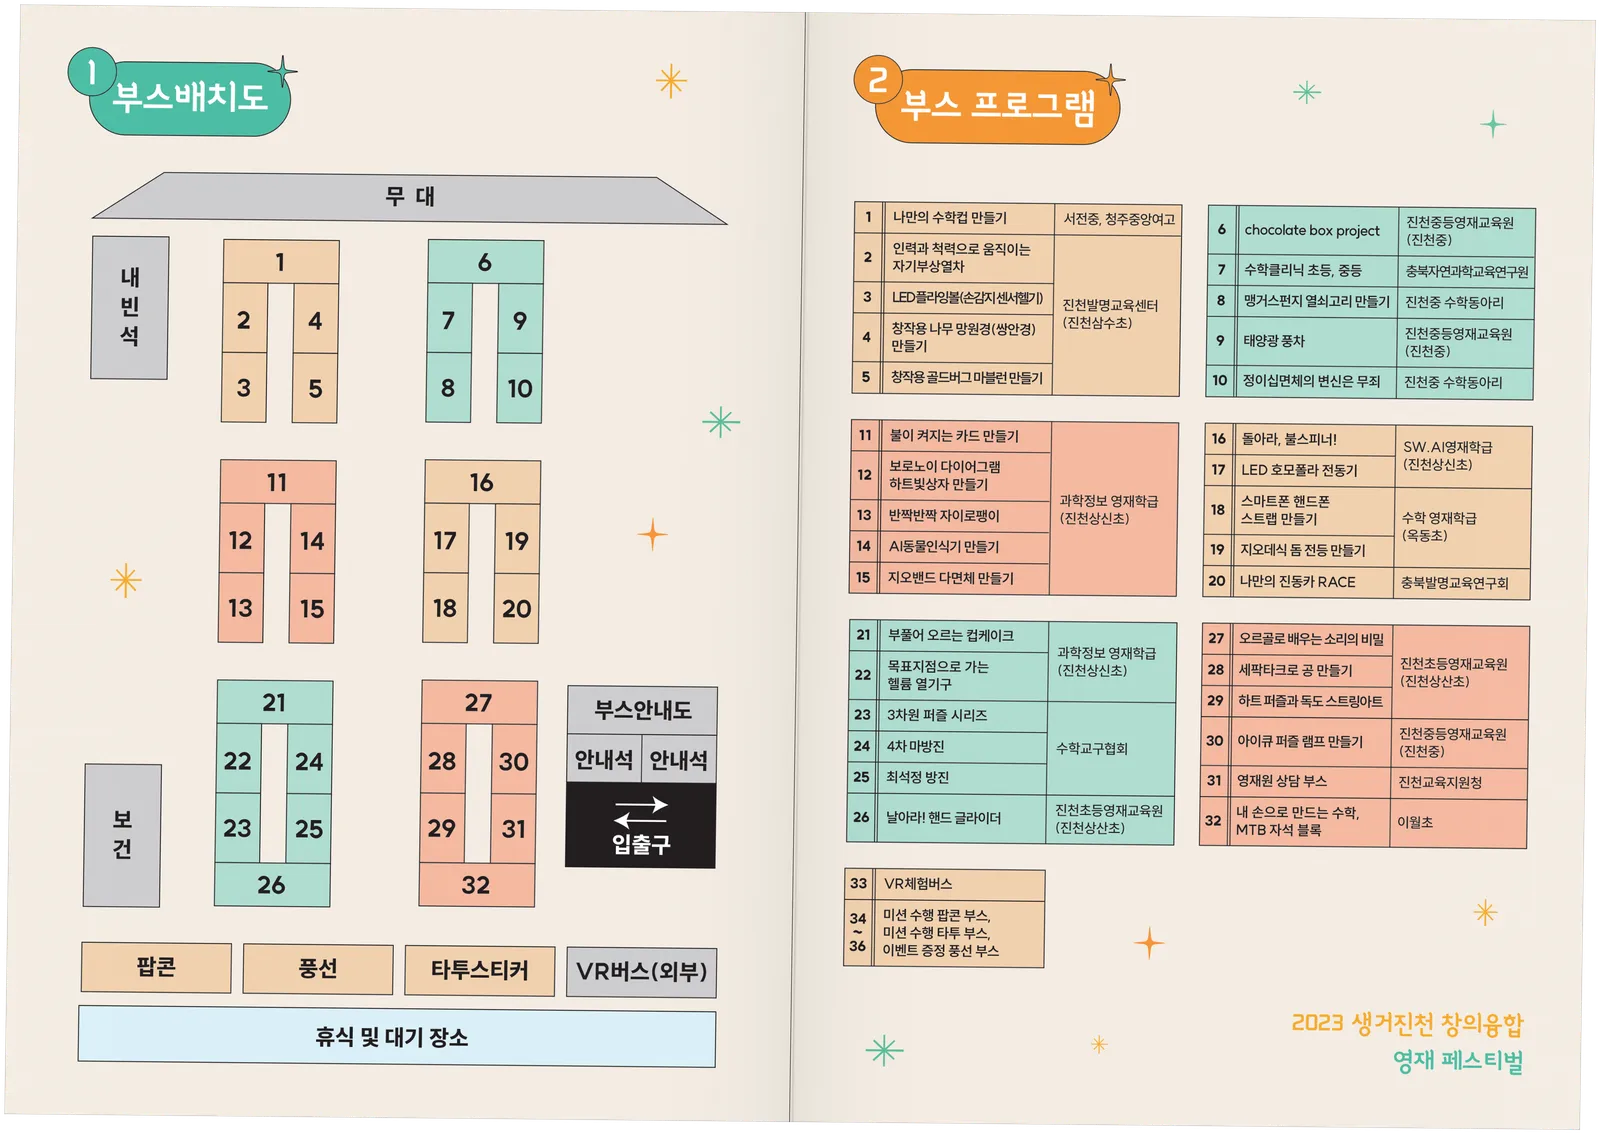 1 부스배치도
무 대
내빈석
1
2 4
3 5
6
7 9
8 10
11
12 14
13 15
16
17 19
18 20
21
22 24
23 25
26
27
28 30
29 31
32
부스안내도
안내석 안내석
입출구
보건
팝콘 풍선 타투스티커 VR버스(외부)
휴식 및 대기 장소
2 부스 프로그램
1 나만의 수학컵 만들기 서전중, 청주중앙여고
2 인력과 척력으로 움직이는
자기부상열차
3 LED플라잉볼(손감지센서헬기)
진천발명교육센터
(진천삼수초)
4 창작용 나무 망원경(쌍안경)
만들기
5 창작용 골드버그 마블런 만들기
6 chocolate box project 진천중등영재교육원
(진천중)
7 수학클리닉 초등, 중등 충북자연과학교육연구원
8 맹거스펀지 열쇠고리 만들기 진천중 수학동아리
9 태양광 풍차 진천중등영재교육원
(진천중)
10 정이십면체의 변신은 무죄 진천중 수학동아리
11 불이 켜지는 카드 만들기
12 보로노이 다이어그램
하트빛상자 만들기
과학정보 영재학급
(진천상신초)
13 반짝반짝 자이로팽이
14 AI동물인식기 만들기
15 지오밴드 다면체 만들기
16 돌아라, 불스피너!
SW.AI영재학급
(진천상신초)
17 LED 호모폴라 전동기
18 스마트폰 핸드폰
스트랩 만들기
수학 영재학급
(옥동초)
19 지오데식 돔 전등 만들기
20 나만의 진동카 RACE 충북발명교육연구회
21 부풀어 오르는 컵케이크
과학정보 영재학급
(진천상신초)
22 목표지점으로 가는
헬륨 열기구
23 3차원 퍼즐 시리즈
24 4차 마방진 수학교구협회
25 최석정 방진
26 날아라! 핸드 글라이더 진천초등영재교육원
(진천상산초)
27 오르골로 배우는 소리의 비밀
28 세팍타크로 공 만들기 진천초등영재교육원
(진천상산초)
29 하트 퍼즐과 독도 스트링아트
30 아이큐 퍼즐 램프 만들기 진천중등영재교육원
(진천중)
31 영재원 상담 부스 진천교육지원청
32 내 손으로 만드는 수학,
MTB 자석 블록 이월초
33 VR체험버스
34
~
36
미션 수행 팝콘 부스,
미션 수행 타투 부스,
이벤트 증정 풍선 부스
2023 생거진천 창의융합
영재 페스티벌